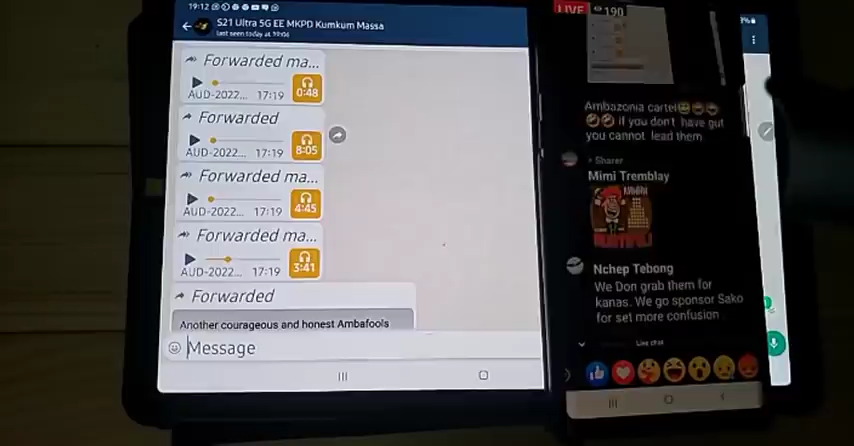 19:12
S21 Ultra 5G EE MKPD Kumkum Massa
last seen today at 19:04
Forwarded ma...
AUD-2022... 17:19
0:48
Forwarded
AUD-2022... 17:19
8:05
Forwarded ma...
AUD-2022... 17:19
4:45
Forwarded ma...
AUD-2022... 17:19
3:41
Forwarded
Another courageous and honest Ambafools
Message
LIVE 190
Ambazonia cartel
if you don't have gut
you cannot lead them
Sharer
Mimi Tremblay
Nchep Tebong
We Don grab them for
kanas. We go sponsor Sako
for set more confusion
Live chat